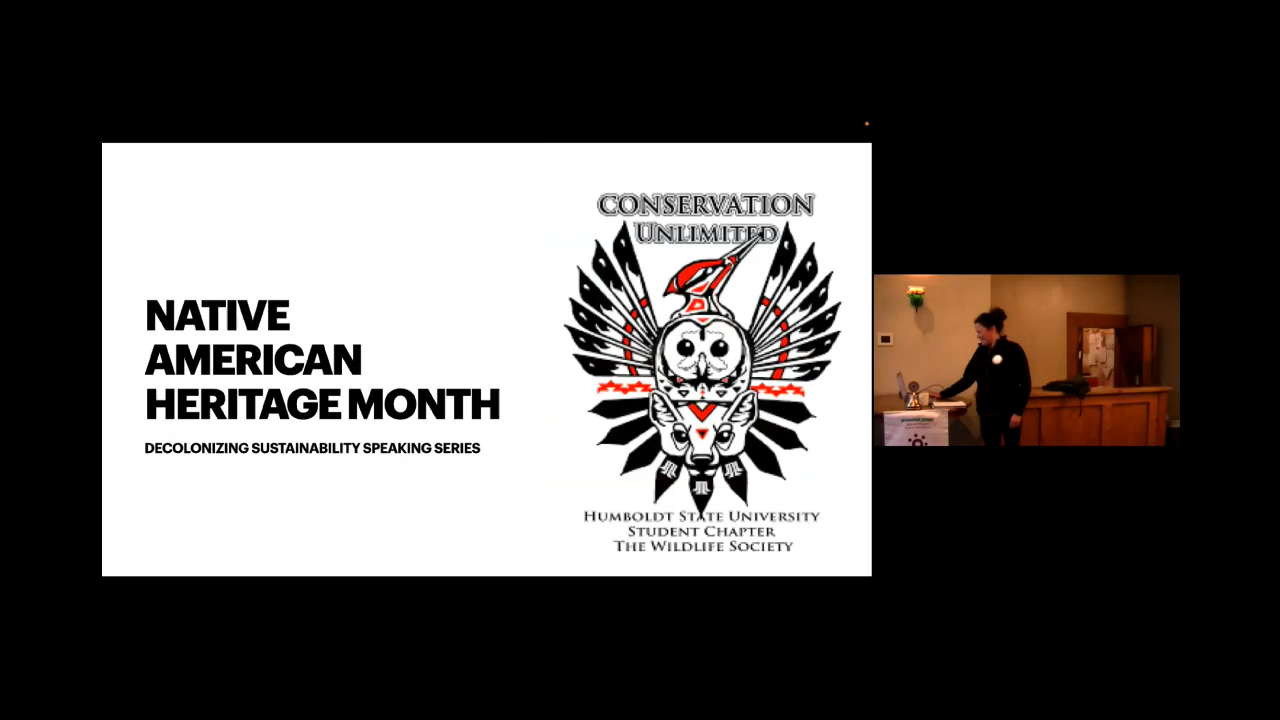 NATIVE
AMERICAN
HERITAGE MONTH
DECOLONIZING SUSTAINABILITY SPEAKING SERIES
CONSERVATION
UNLIMITED
HUMBOLDT STATE UNIVERSITY
STUDENT CHAPTER
THE WILDLIFE SOCIETY